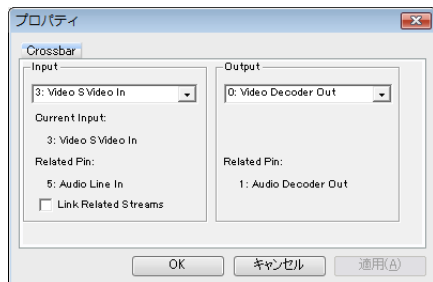 プロパティ
Crossbar
Input
3: Video SVideo In
Current Input:
3: Video SVideo In
Related Pin:
5: Audio Line In
Link Related Streams
Output
0: Video Decoder Out
Related Pin:
1: Audio Decoder Out
OK
キャンセル
適用(A)